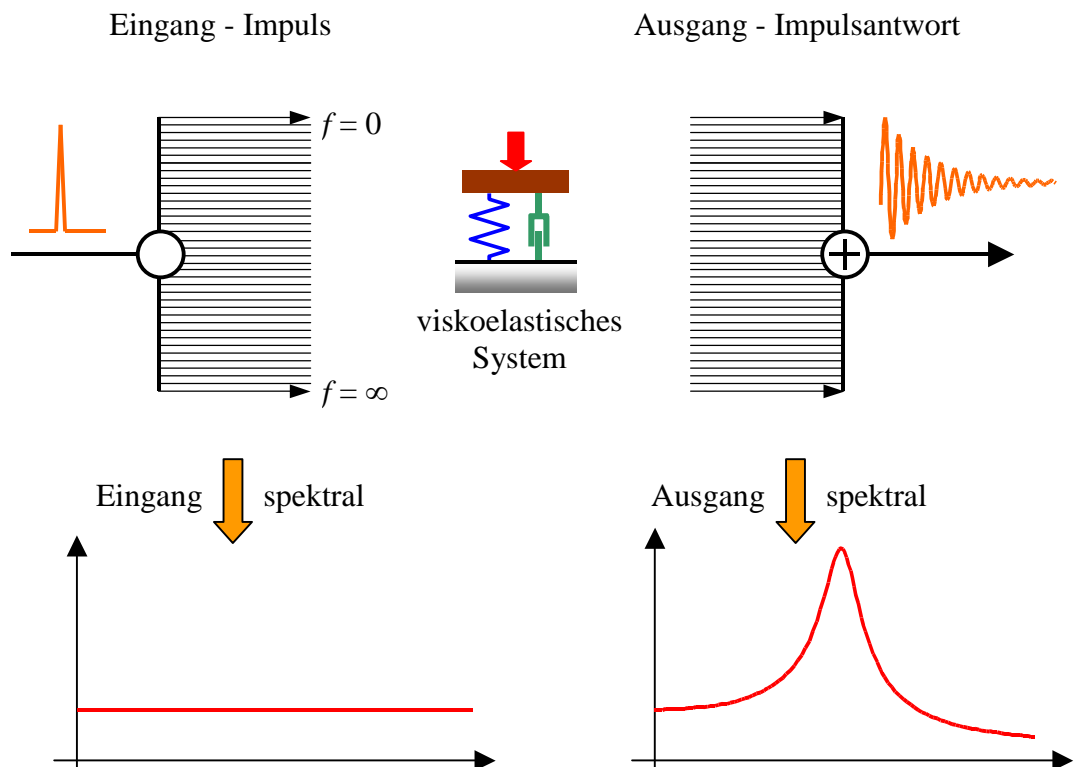 Eingang - Impuls
Ausgang - Impulsantwort
f = 0
+
viskoelastisches
System
f = ∞
Eingang spektral
Ausgang spektral